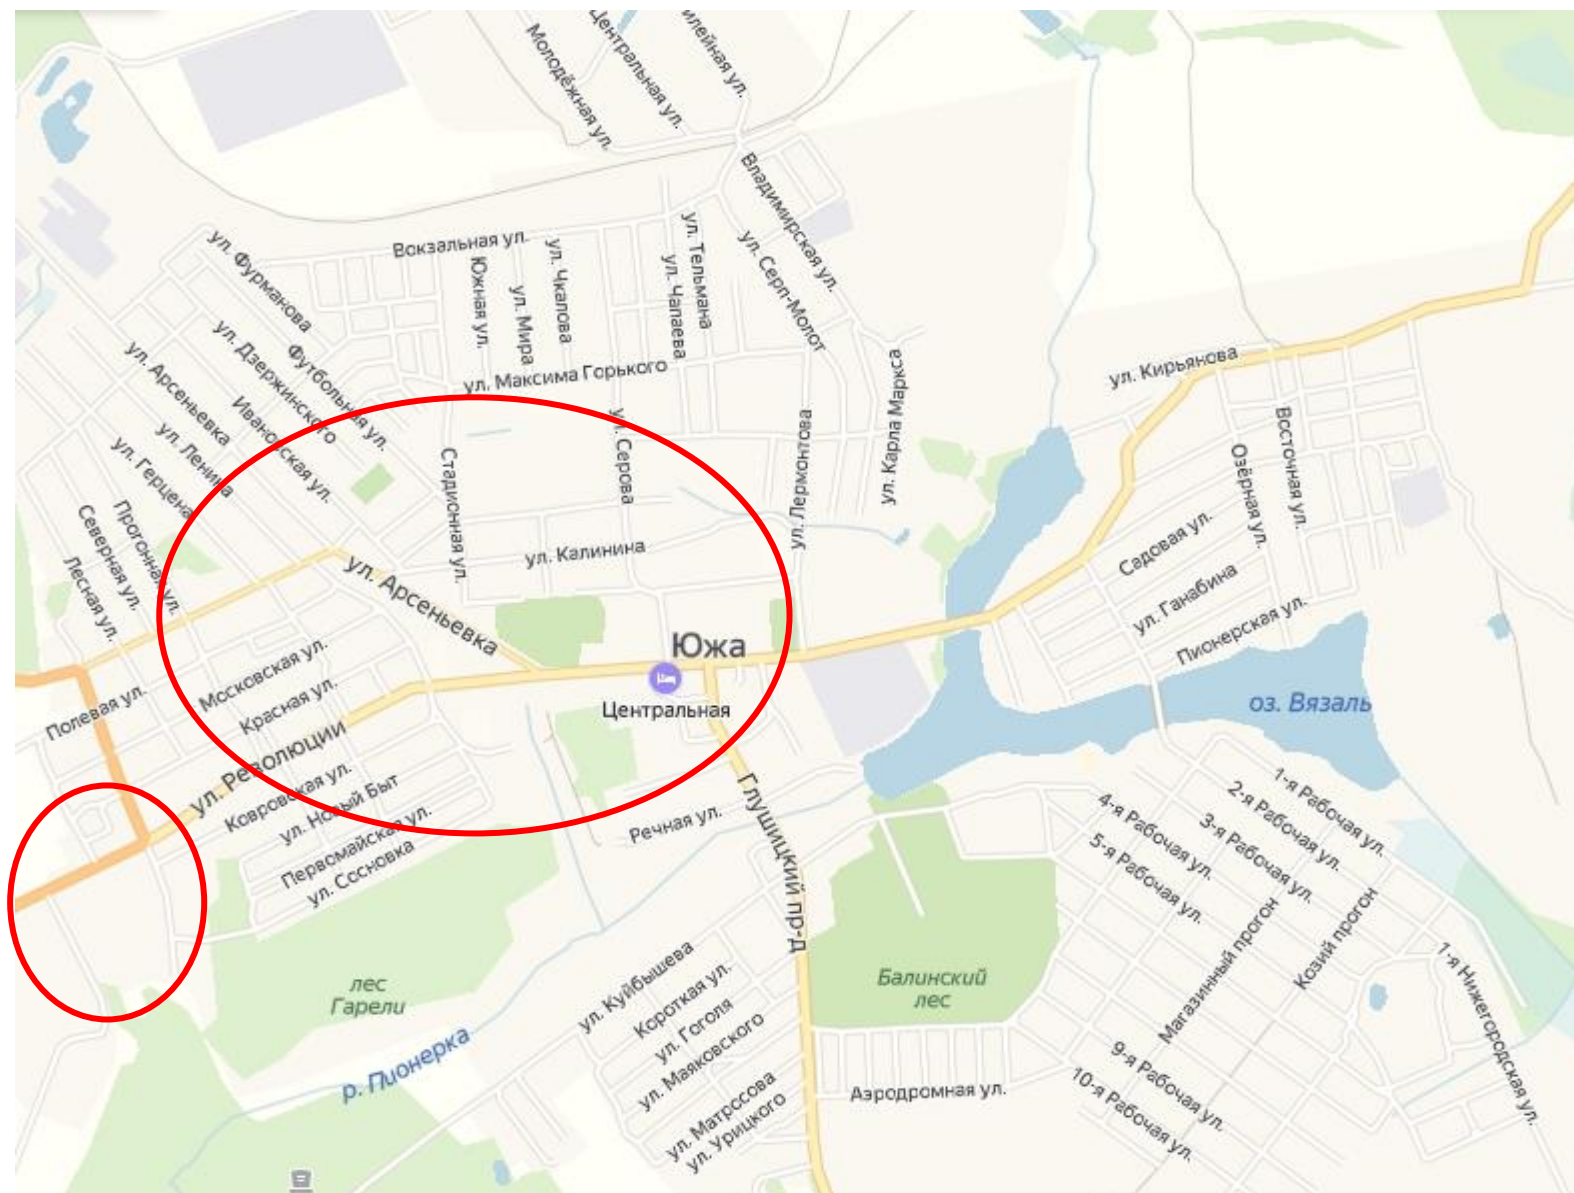 Центральная ул.
Молодёжная ул.
Владимирская ул.
ул. Фурманова
Вокзальная ул.
Южная ул.
ул. Мира
ул. Чкалова
ул. Тельмана
ул. Чапаева
ул. Серп-Молот
ул. Дзержинского
Футбольная ул.
ул. Арсеньевка
Ивановская ул.
ул. Ленина
ул. Герцена
ул. Максима Горького
ул. Карла Маркса
ул. Кирьянова
Стадионная ул.
ул. Серова
ул. Лермонтова
Восточная ул.
Озёрная ул.
Прогонная ул.
Северная ул.
Лесная ул.
ул. Калинина
ул. Арсеньевка
Садовая ул.
ул. Ганабина
Пионерская ул.
Южа
Центральная
Московская ул.
Красная ул.
Полевая ул.
ул. Революции
оз. Вязаль
Ковровская ул.
ул. Новый Быт
Первомайская ул.
ул. Сосновка
Речная ул.
Глушицкий пр-д
1-я Рабочая ул.
2-я Рабочая ул.
3-я Рабочая ул.
4-я Рабочая ул.
5-я Рабочая ул.
Магазинный прогон
Козий прогон
1-я Нижегородская ул.
лес
Гарели
Балинский
лес
р. Пионерка
ул. Куйбышева
Короткая ул.
ул. Гоголя
ул. Маяковского
ул. Матросова
ул. Урицкого
Аэродромная ул.
9-я Рабочая ул.
10-я Рабочая ул.